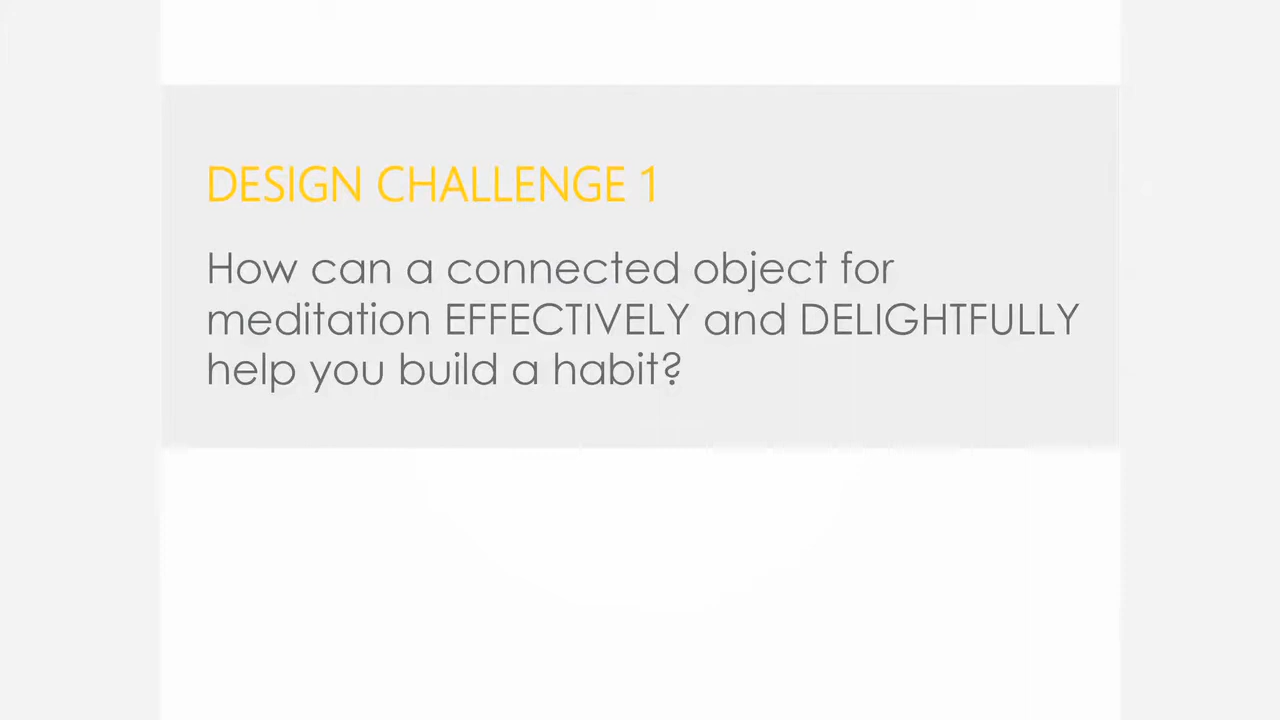 DESIGN CHALLENGE 1
How can a connected object for
meditation EFFECTIVELY and DELIGHTFULLY
help you build a habit?